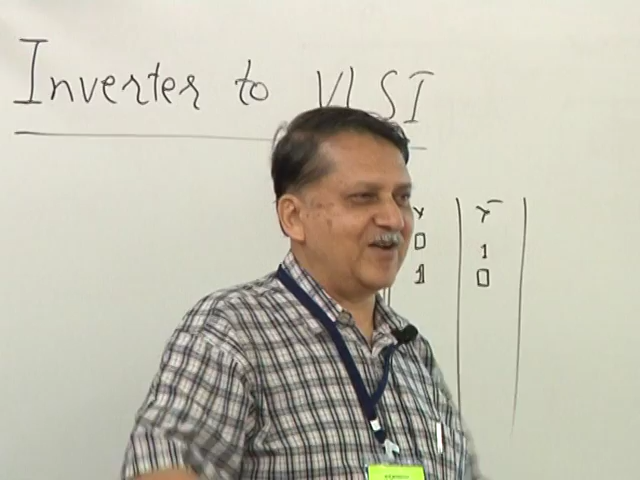 Inverter to VLSI
x x̅
0 1
1 0